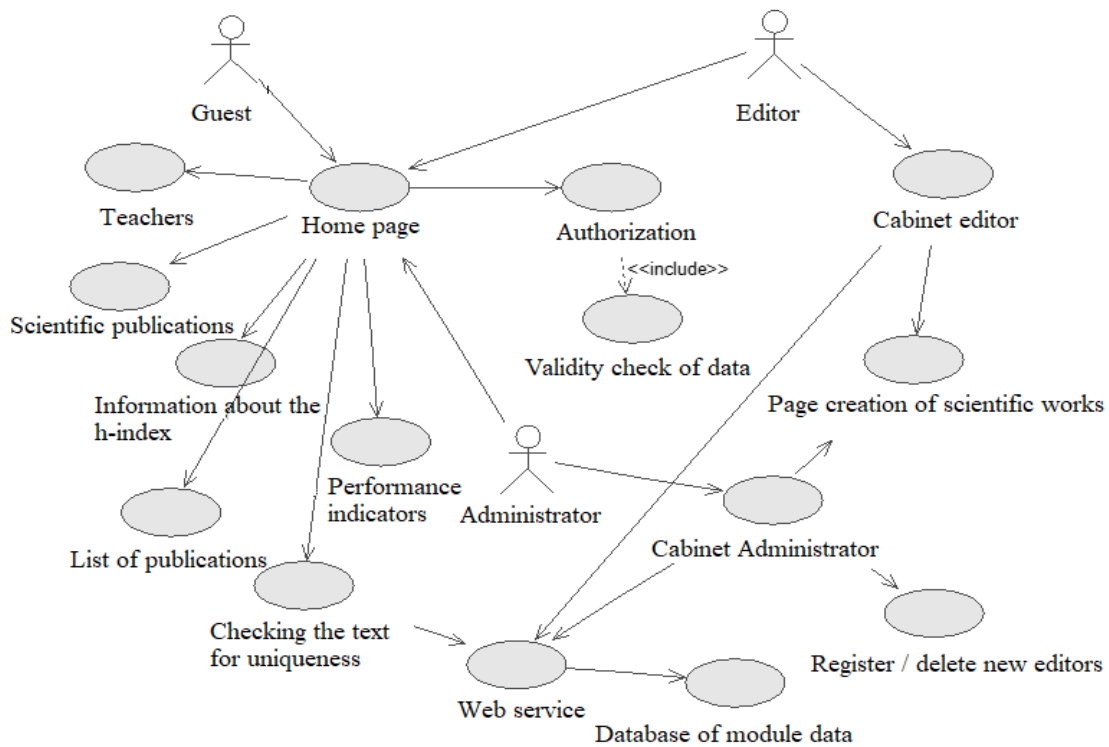 Guest
Editor
Teachers
Home page
Authorization
Cabinet editor
<<include>>
Scientific publications
Validity check of data
Information about the
h-index
Page creation of scientific works
Performance
indicators
Administrator
List of publications
Cabinet Administrator
Checking the text
for uniqueness
Register / delete new editors
Web service
Database of module data